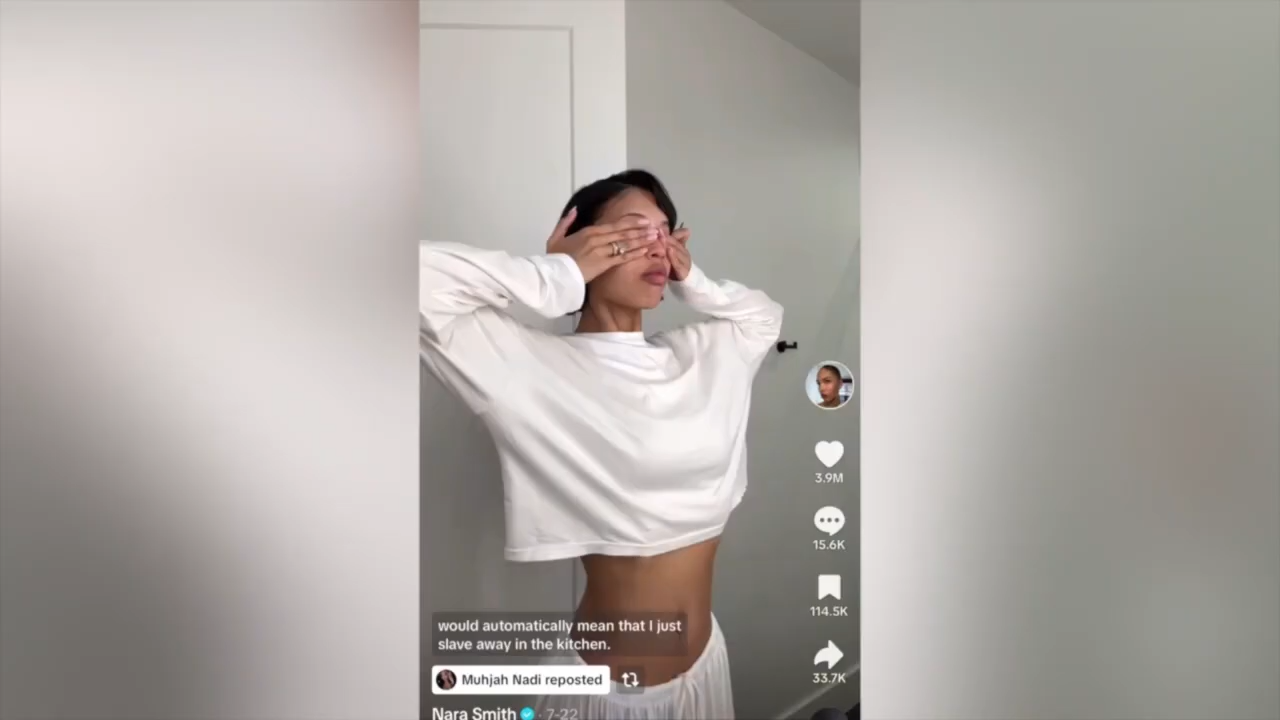 3.9M
15.6K
114.5K
33.7K
would automatically mean that I just
slave away in the kitchen.
Muhjah Nadi reposted
Nara Smith · 7-22